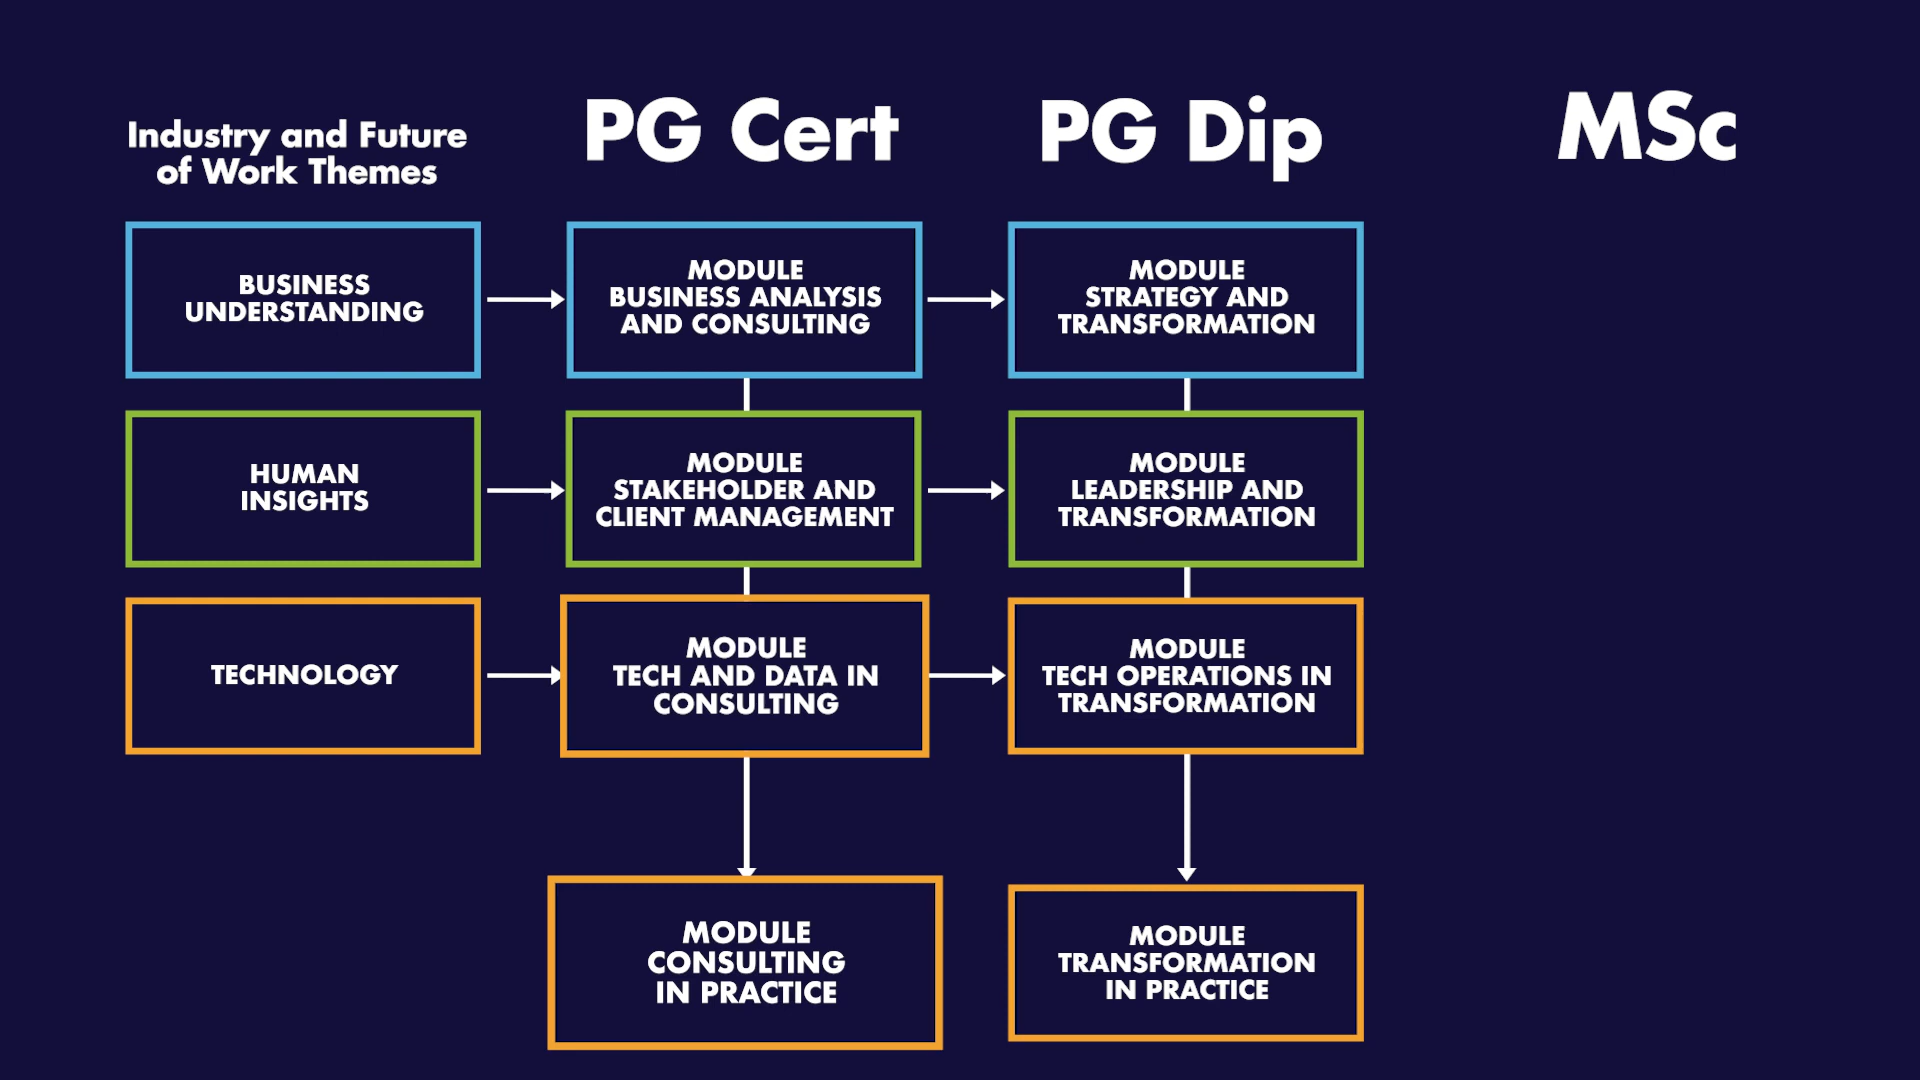 Industry and Future
of Work Themes
PG Cert
PG Dip
MSc
BUSINESS
UNDERSTANDING
MODULE
BUSINESS ANALYSIS
AND CONSULTING
MODULE
STRATEGY AND
TRANSFORMATION
HUMAN
INSIGHTS
MODULE
STAKEHOLDER AND
CLIENT MANAGEMENT
MODULE
LEADERSHIP AND
TRANSFORMATION
TECHNOLOGY
MODULE
TECH AND DATA IN
CONSULTING
MODULE
TECH OPERATIONS IN
TRANSFORMATION
MODULE
CONSULTING
IN PRACTICE
MODULE
TRANSFORMATION
IN PRACTICE